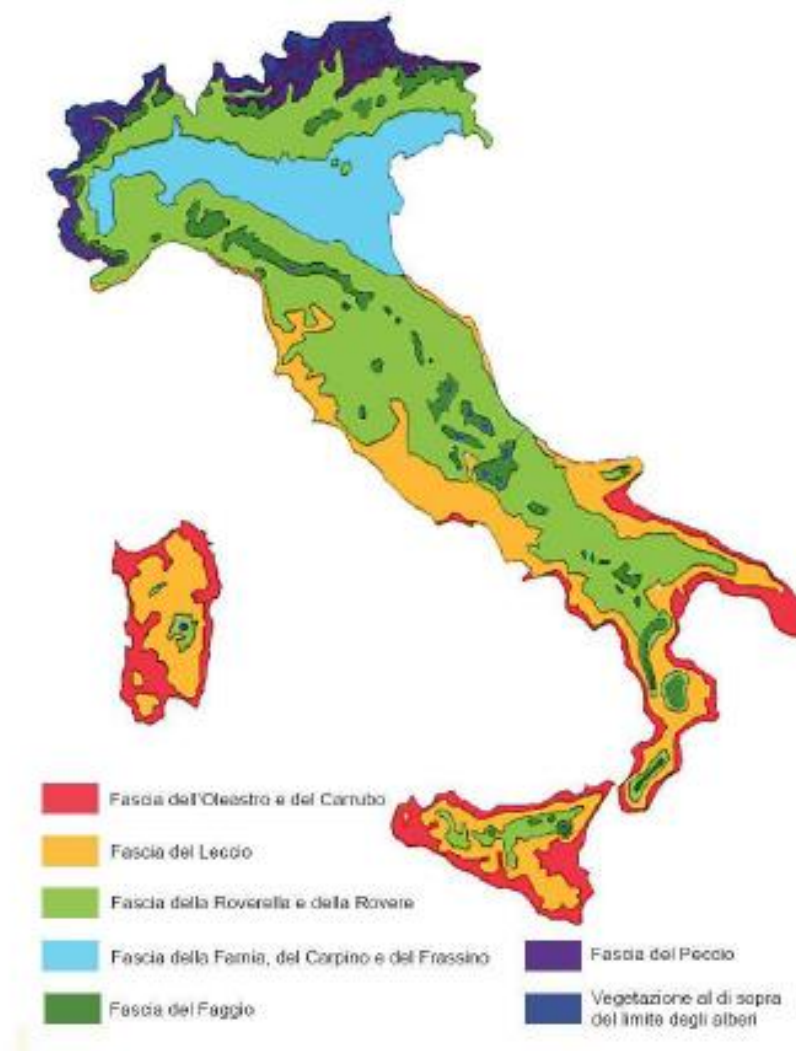 Fascia dell'Oleastro e del Carrubo
Fascia del Leccio
Fascia della Roverella e della Rovere
Fascia della Farnia, del Carpino e del Frassino
Fascia del Faggio
Fascia del Peccio
Vegetazione al di sopra
del limite degli alberi